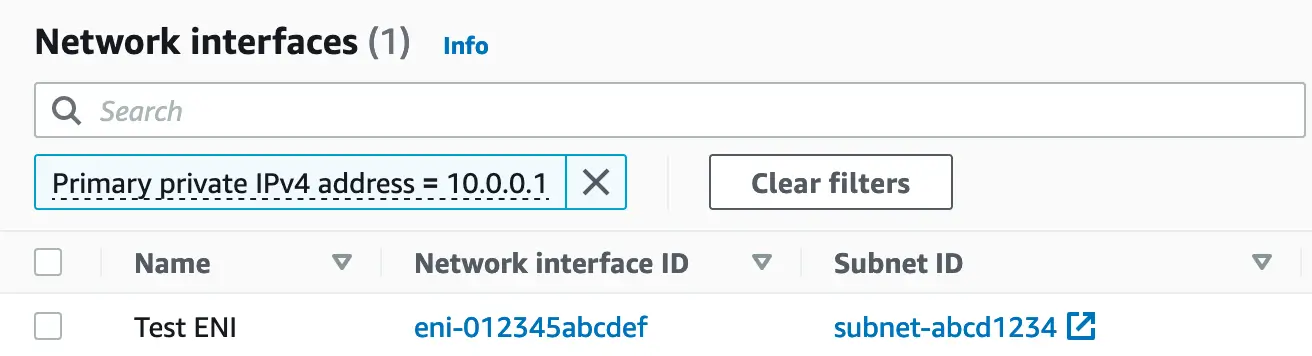 Network interfaces (1) Info
Search
Primary private IPv4 address = 10.0.0.1 Clear filters
Name Network interface ID Subnet ID
Test ENI eni-012345abcdef subnet-abcd1234